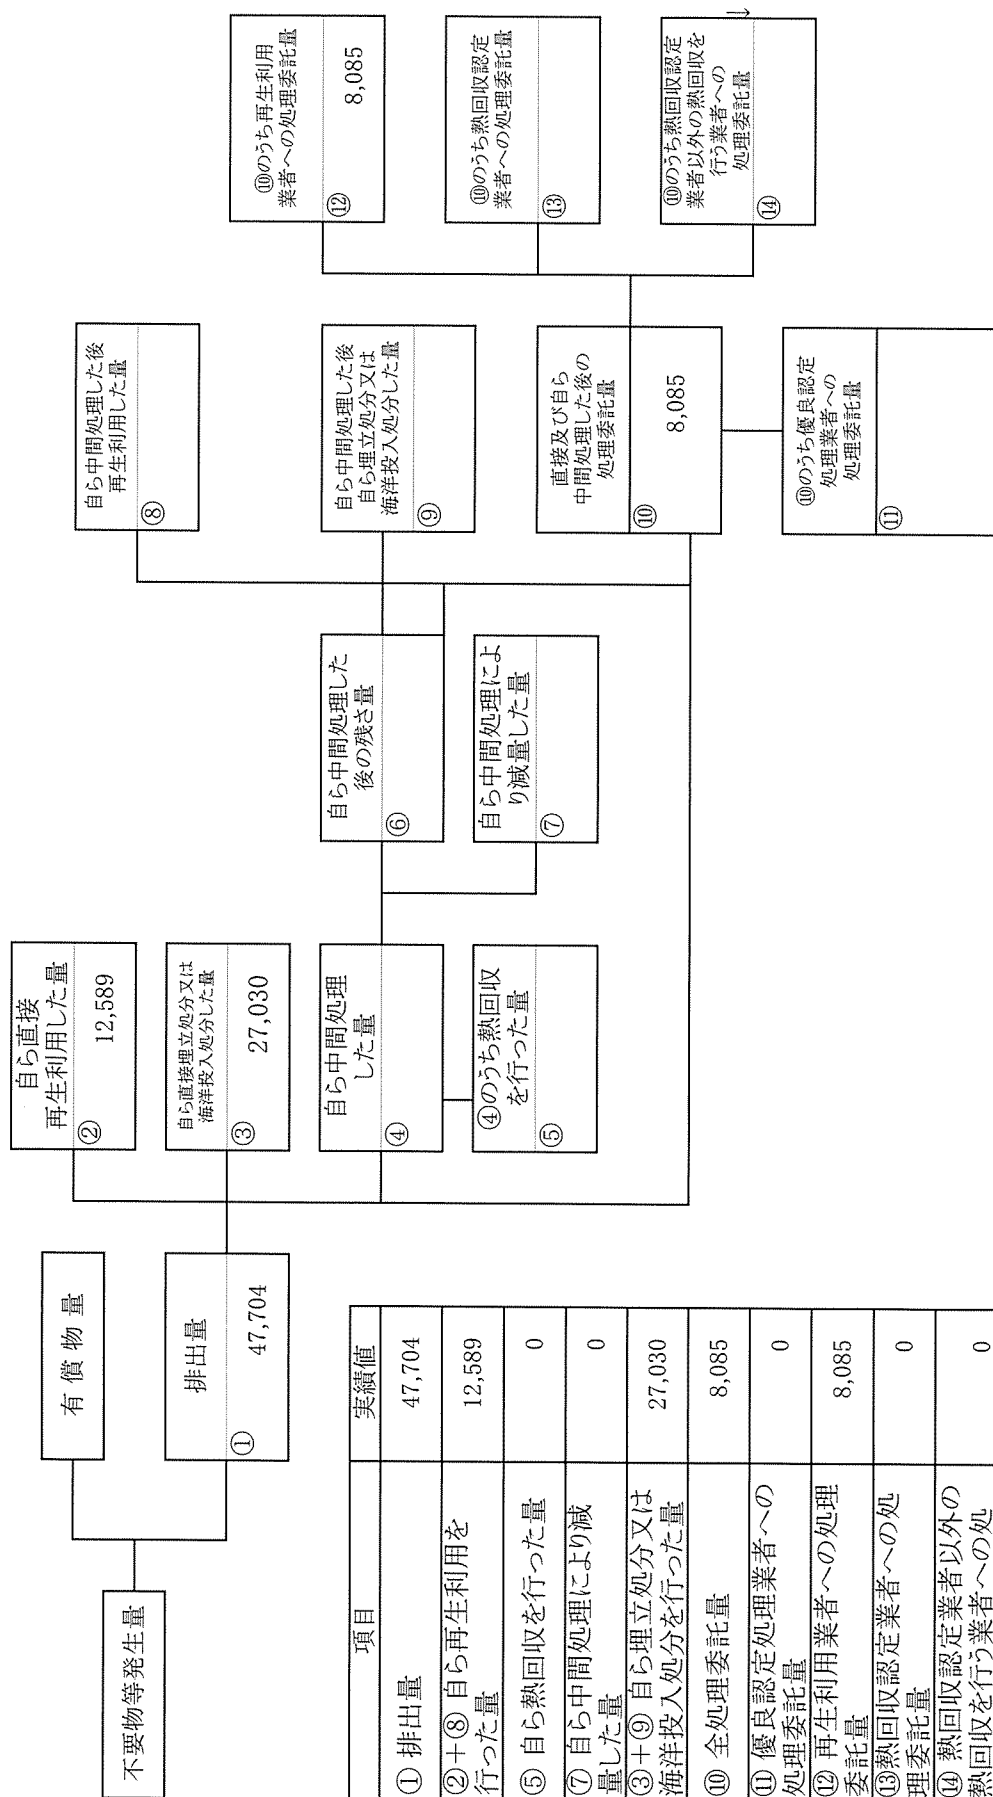 不要物等発生量
有償物量
排出量
①
47,704
自ら直接
再生利用した量
②
12,589
自ら直接埋立処分又は
海洋投入処分した量
③
27,030
自ら中間処理
した量
④
④のうち熱回収
を行った量
⑤
自ら中間処理した
後の残さ量
⑥
自ら中間処理によ
り減量した量
⑦
自ら中間処理した後
再生利用した量
⑧
自ら中間処理した後
自ら埋立処分又は
海洋投入処分した量
⑨
直接及び自ら
中間処理した後の
処理委託量
⑩
8,085
⑩のうち優良認定
処理業者への
処理委託量
⑪
⑩のうち再生利用
業者への処理委託量
⑫
8,085
⑩のうち熱回収認定
業者への処理委託量
⑬
⑩のうち熱回収認定
業者以外の熱回収を
行う業者への
処理委託量
⑭
項目 実績値
① 排出量 47,704
②+⑧ 自ら再生利用を
行った量 12,589
⑤ 自ら熱回収を行った量 0
⑦ 自ら中間処理により減
量した量 0
③+⑨ 自ら埋立処分又は
海洋投入処分を行った量 27,030
⑩ 全処理委託量 8,085
⑪ 優良認定処理業者への
処理委託量 0
⑫ 再生利用業者への処理
委託量 8,085
⑬熱回収認定業者への処
理委託量 0
⑭ 熱回収認定業者以外の
熱回収を行う業者への処 0